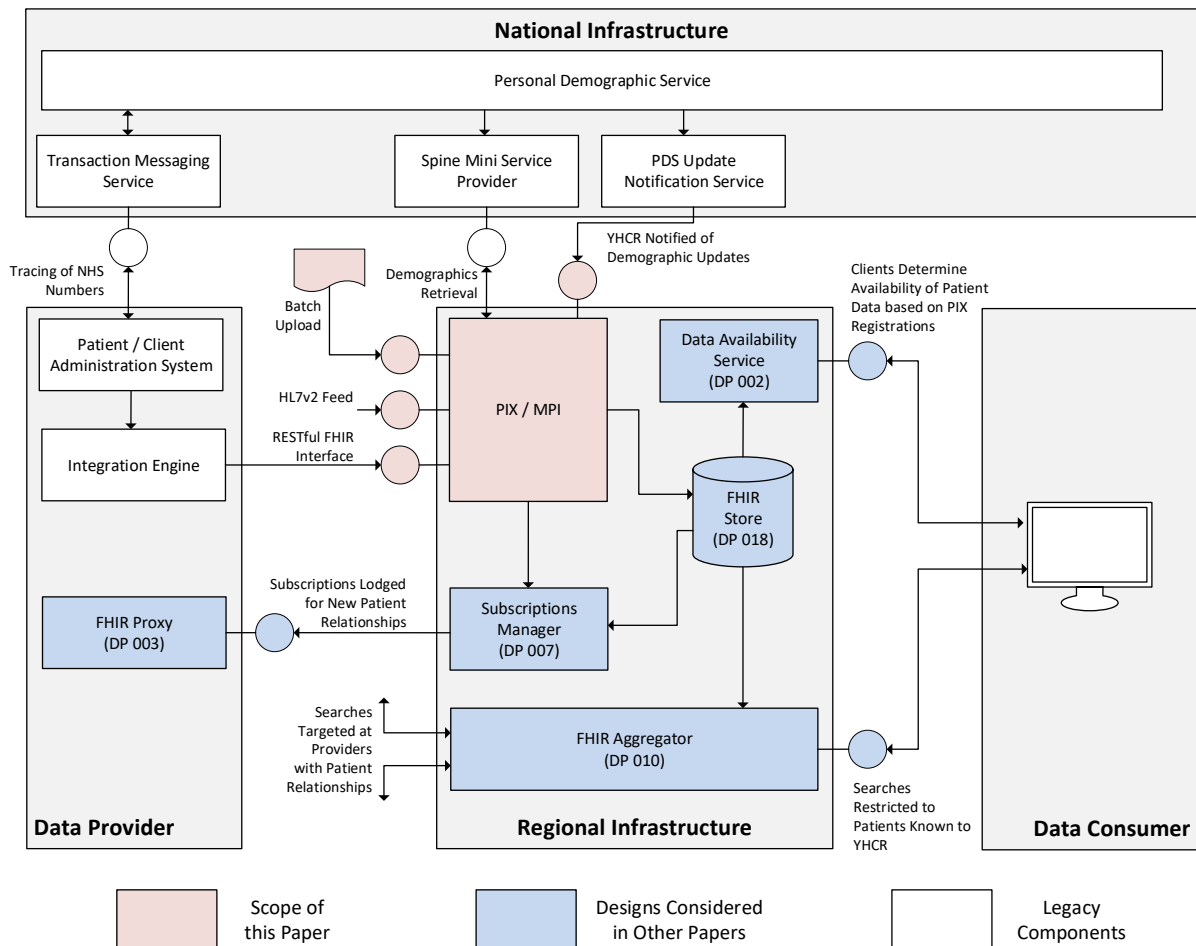 National Infrastructure
Personal Demographic Service
Transaction Messaging
Service
Spine Mini Service
Provider
PDS Update
Notification Service
Tracing of NHS
Numbers
Batch
Upload
Demographics
Retrieval
YHCR Notified of
Demographic Updates
Clients Determine
Availability of Patient
Data based on PIX
Registrations
Patient / Client
Administration System
Integration Engine
HL7v2 Feed
RESTful FHIR
Interface
PIX / MPI
Data Availability
Service
(DP 002)
FHIR
Store
(DP 018)
FHIR Proxy
(DP 003)
Subscriptions Lodged
for New Patient
Relationships
Subscriptions
Manager
(DP 007)
Searches
Targeted at
Providers
with Patient
Relationships
FHIR Aggregator
(DP 010)
Searches
Restricted to
Patients Known to
YHCR
Data Provider
Regional Infrastructure
Data Consumer
Scope of
this Paper
Designs Considered
in Other Papers
Legacy
Components